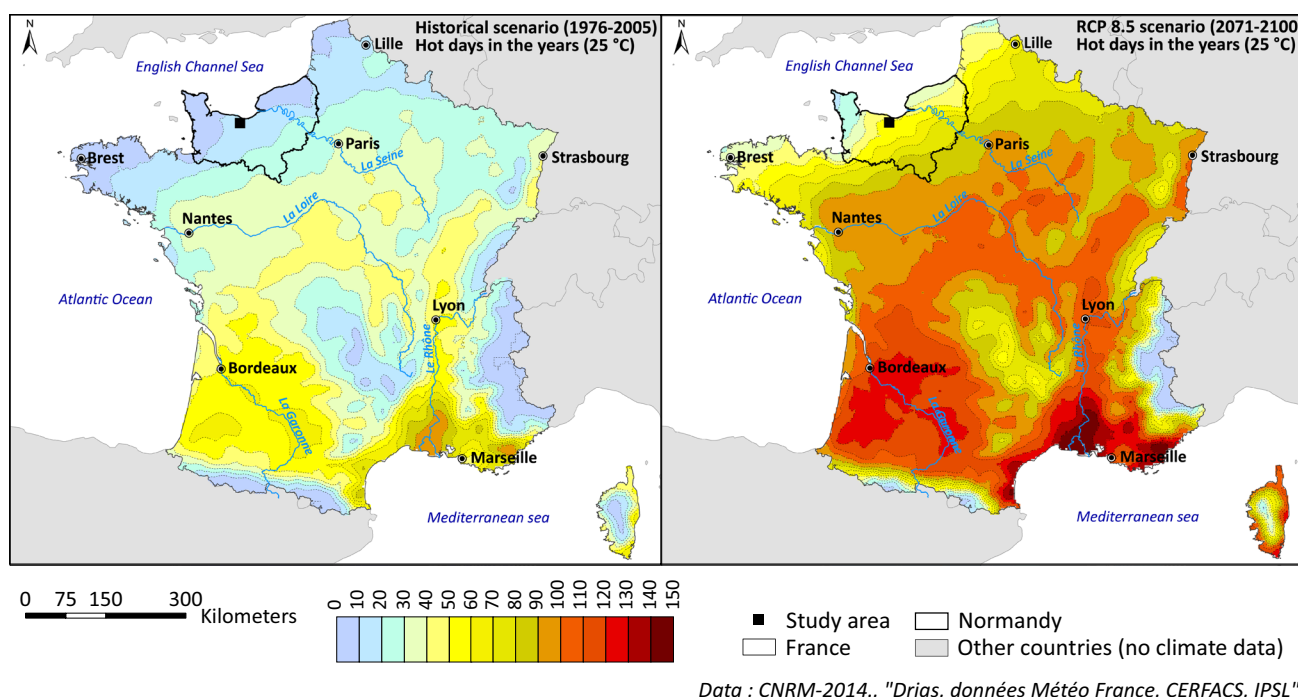 N
Historical scenario (1976-2005)
Hot days in the years (25 °C)
Lille
English Channel Sea
Paris
Brest
La Seine
Strasbourg
Nantes
La Loire
Atlantic Ocean
Lyon
Le Rhône
Bordeaux
La Garonne
Marseille
Mediterranean sea
N
RCP 8.5 scenario (2071-2100
Hot days in the years (25 °C)
Lille
English Channel Sea
Paris
Brest
La Seine
Strasbourg
Nantes
La Loire
Atlantic Ocean
Lyon
Le Rhône
Bordeaux
La Garonne
Marseille
Mediterranean sea
0 75 150 300 Kilometers
0 10 20 30 40 50 60 70 80 90 100 110 120 130 140 150
Study area
Normandy
France
Other countries (no climate data)
Data : CNRM-2014., "Drias, données Météo France, CERFACS, IPSL"